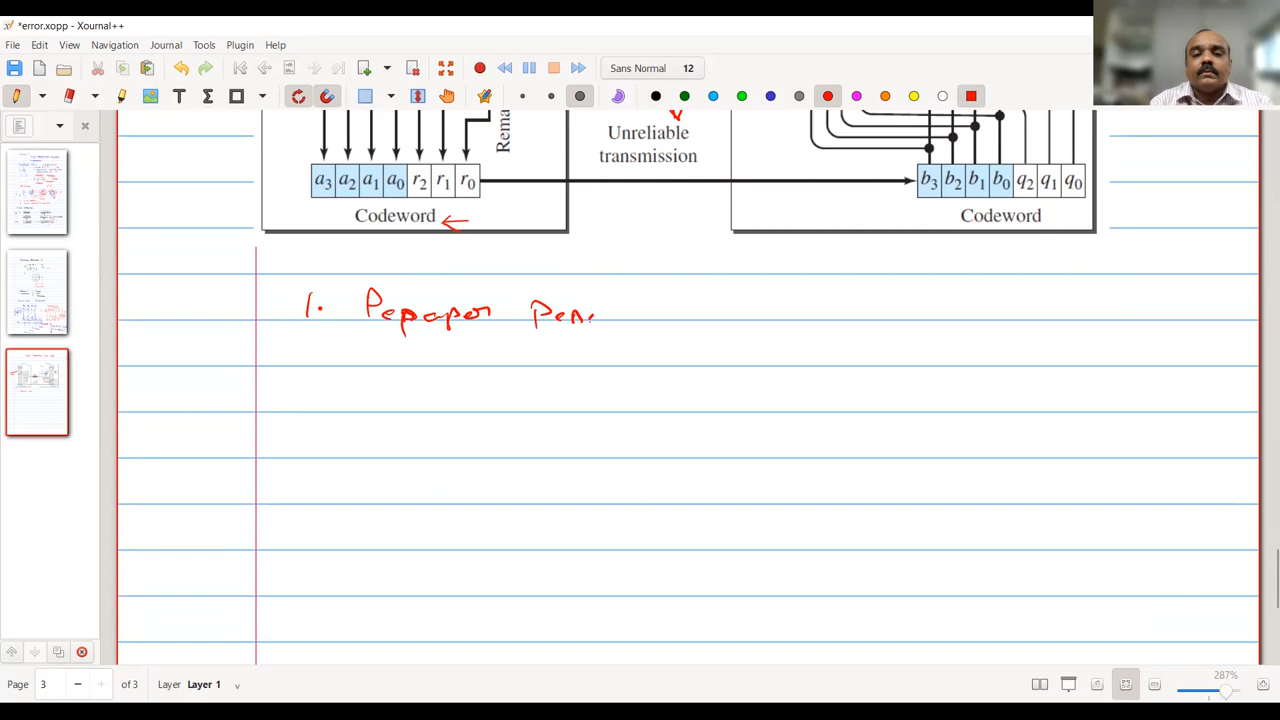 *error.xopp - Xournal++
File Edit View Navigation Journal Tools Plugin Help
Sans Normal 12
Rema
Unreliable
transmission
a3 a2 a1 a0 r2 r1 r0
b3 b2 b1 b0 q2 q1 q0
Codeword
Codeword
1. Pepaper Pen
Page 3 of 3 Layer Layer 1
287%